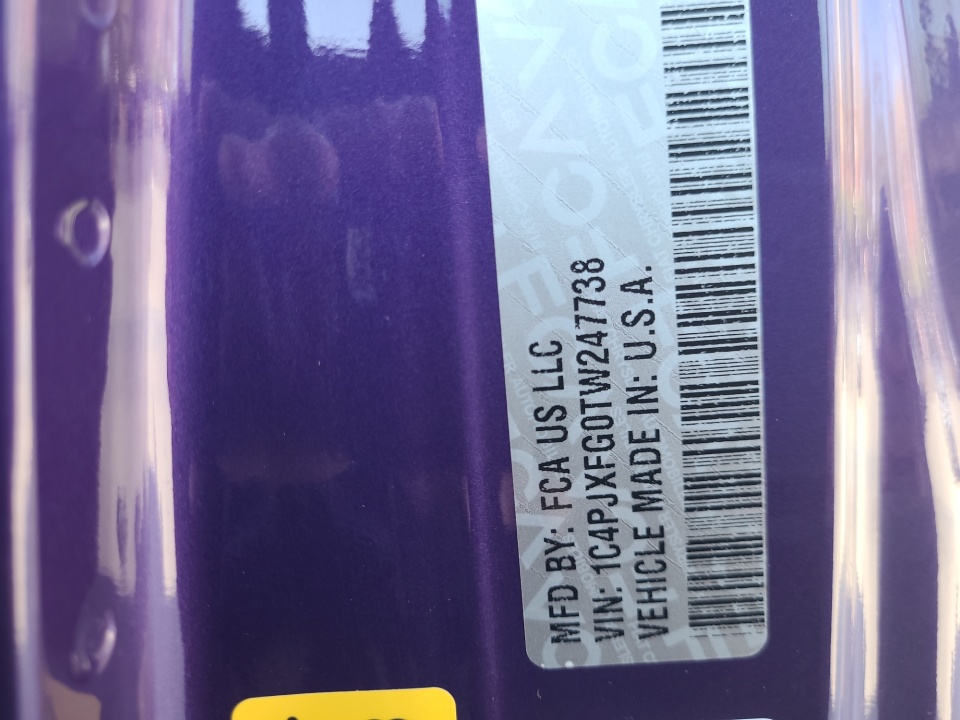 MFD BY: FCA US LLC
VIN: 1C4PJXFG0TW247738
VEHICLE MADE IN: U.S.A.